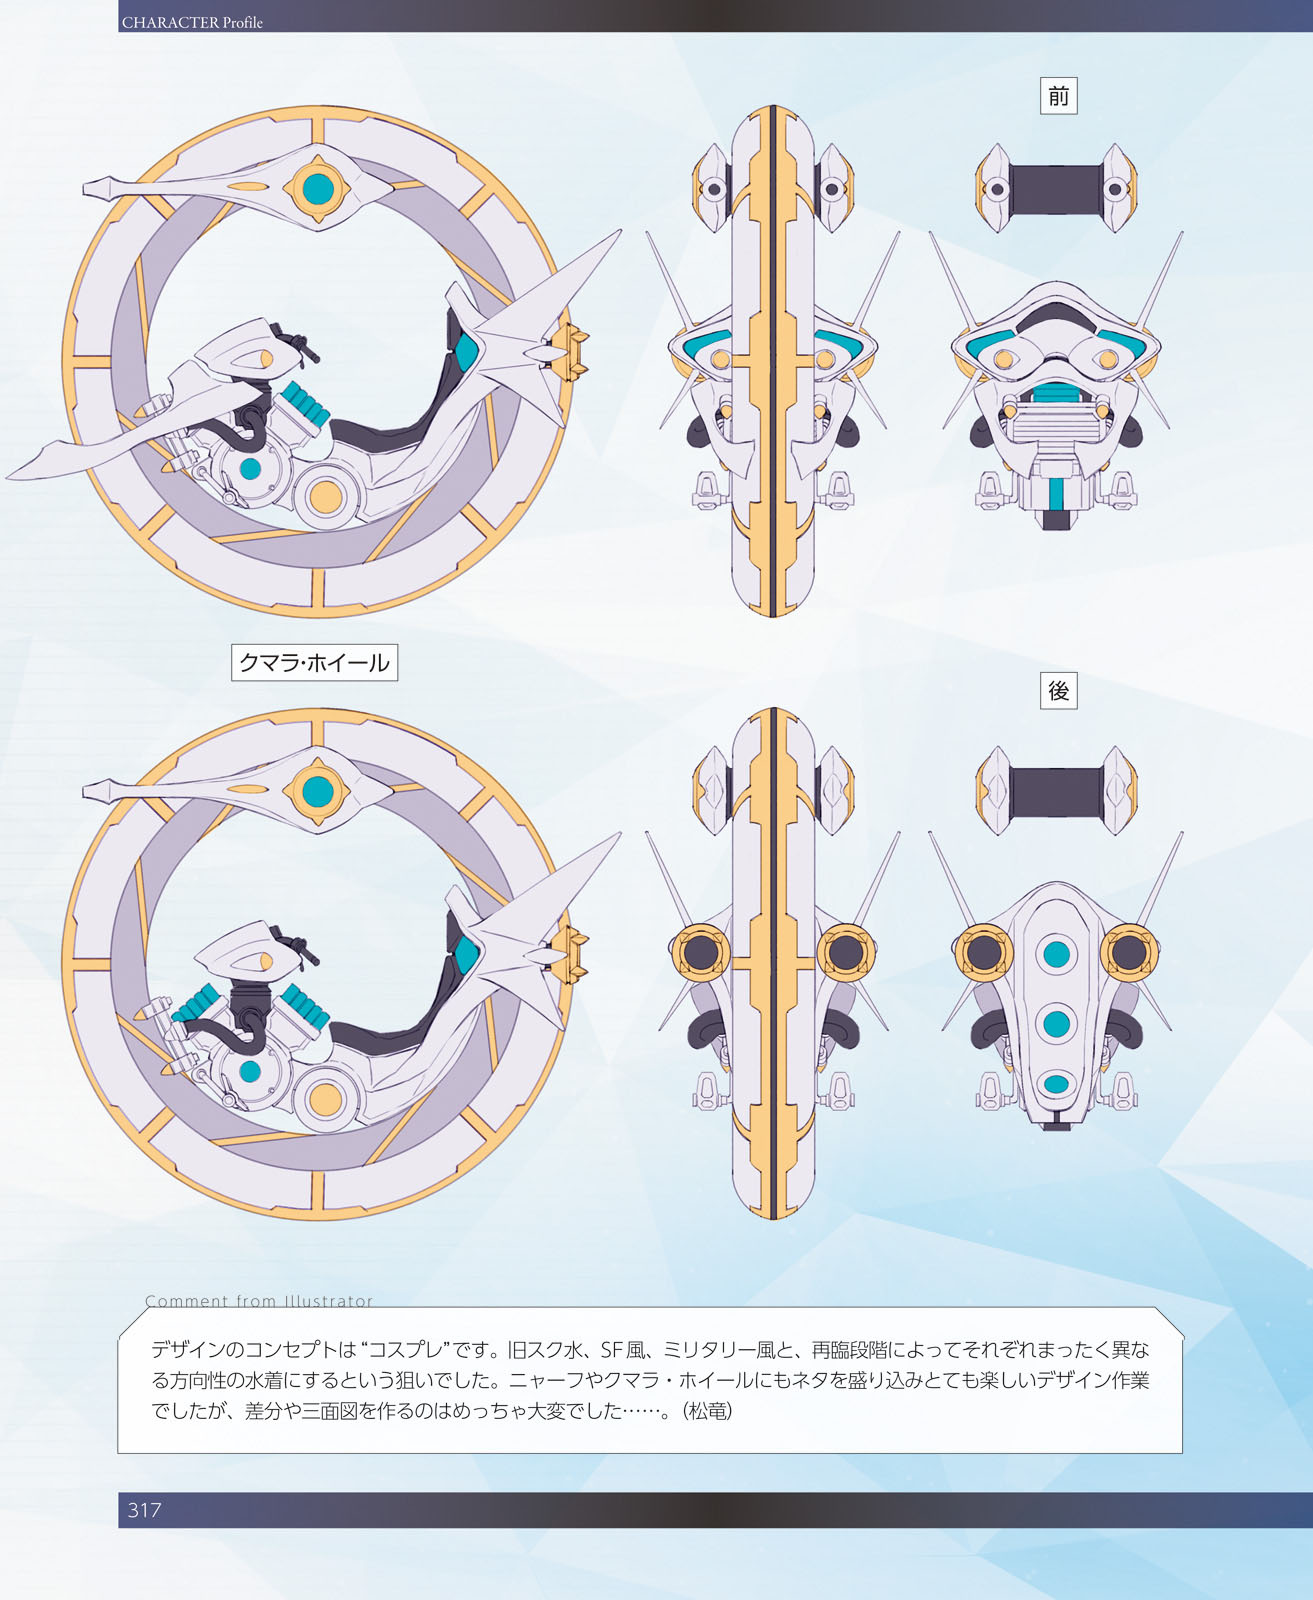 CHARACTER Profile
前
クマラ・ホイール
後
Comment from Illustrator
デザインのコンセプトは“コスプレ”です。旧スク水、SF風、ミリタリー風と、再臨段階によってそれぞれまったく異な
る方向性の水着にするという狙いでした。ニャーフやクマラ・ホイールにもネタを盛り込みとても楽しいデザイン作業
でしたが、差分や三面図を作るのはめっちゃ大変でした……。（松竜）
317